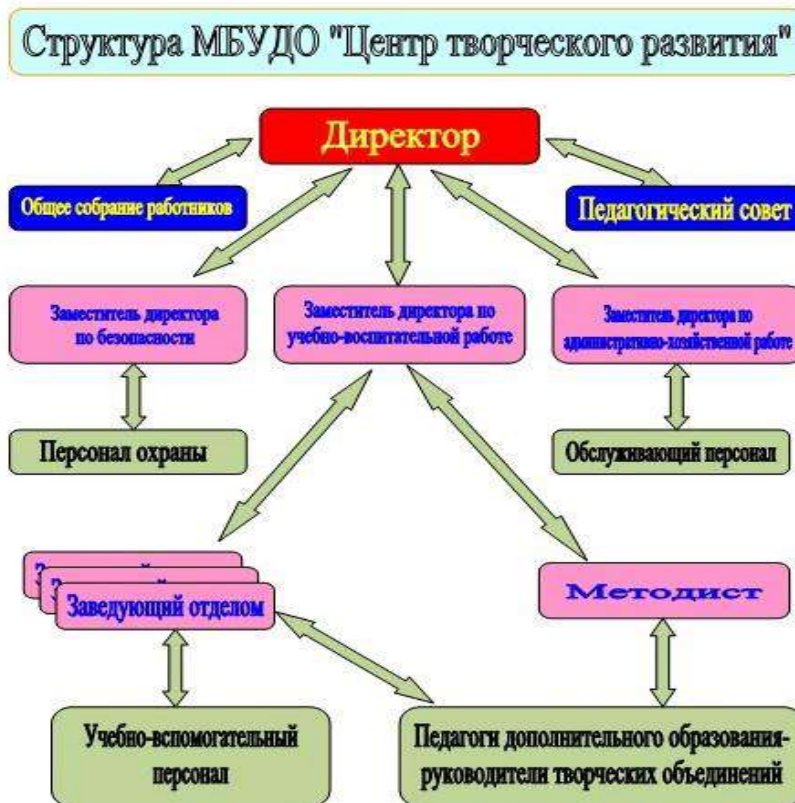 Структура МБУДО "Центр творческого развития"
Директор
Общее собрание работников
Педагогический совет
Заместитель директора
по безопасности
Заместитель директора по
учебно-воспитательной работе
Заместитель директора по
административно-хозяйственной работе
Персонал охраны
Обслуживающий персонал
Заведующий отделом
Методист
Учебно-вспомогательный
персонал
Педагоги дополнительного образования-
руководители творческих объединений